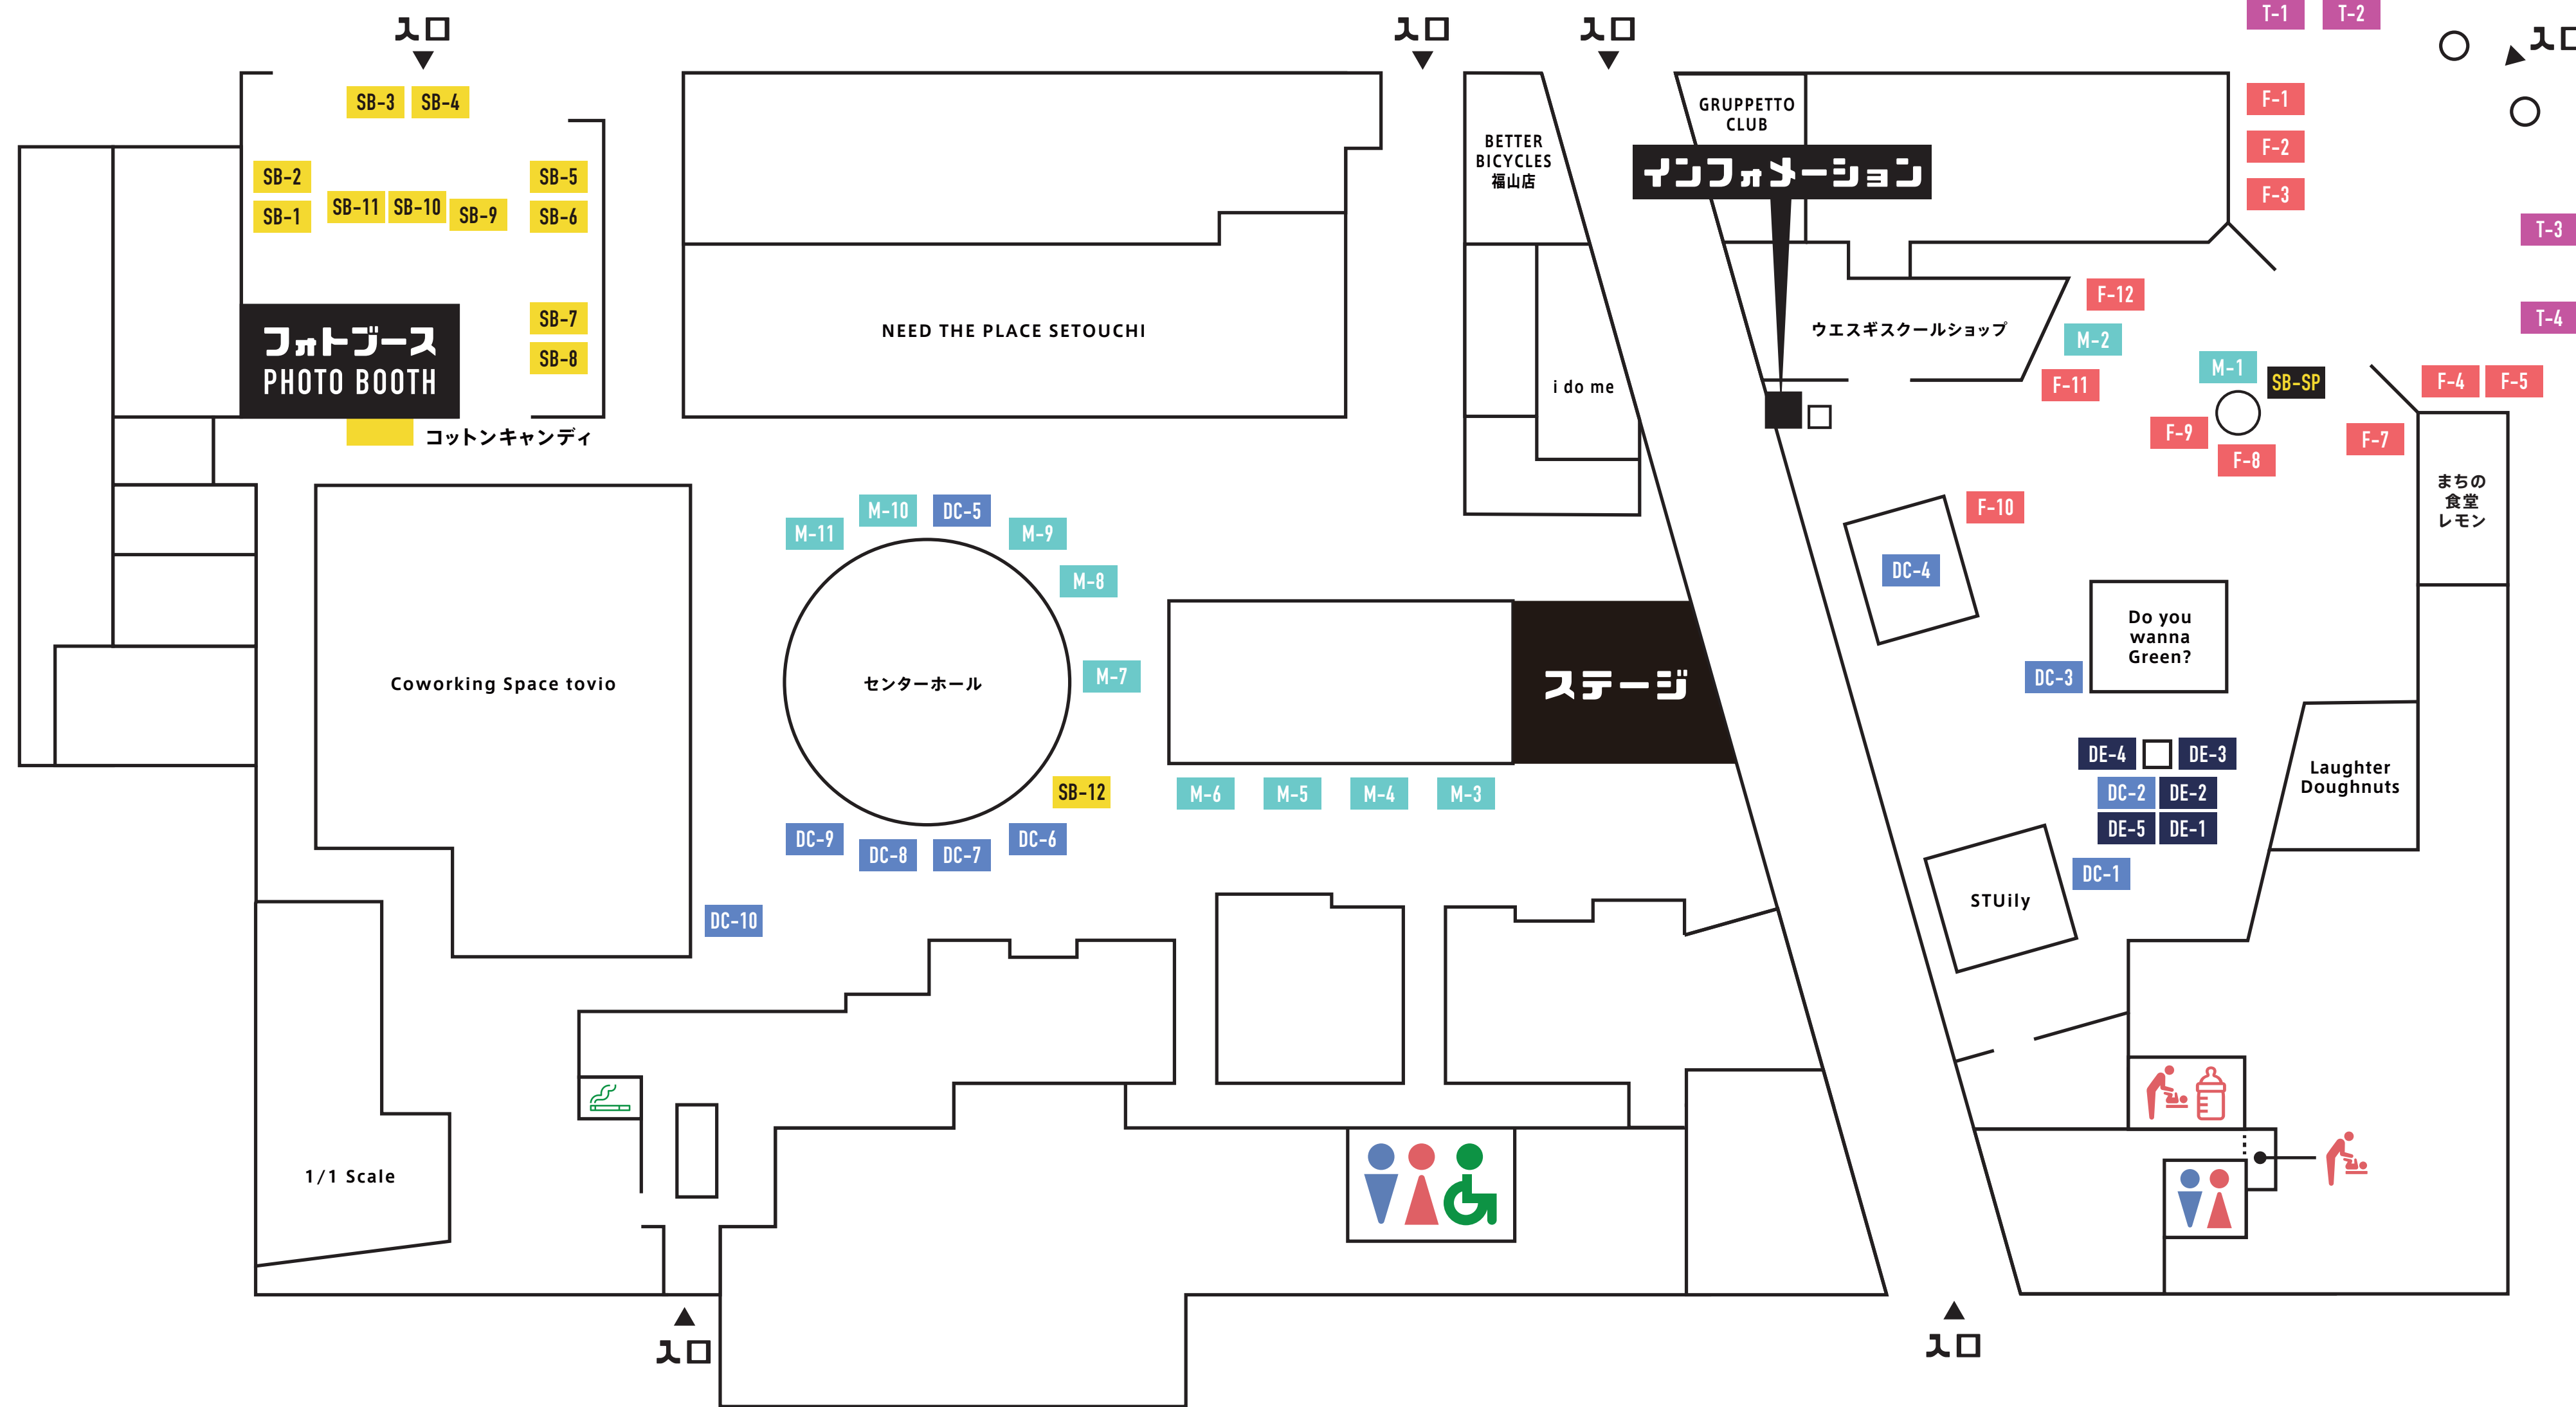 入口
入口
入口
入口
T-1
T-2
SB-3
SB-4
SB-2
SB-1
SB-11
SB-10
SB-9
SB-5
SB-6
SB-7
SB-8
フォトブース
PHOTO BOOTH
コットンキャンディ
NEED THE PLACE SETOUCHI
BETTER
BICYCLES
福山店
i do me
GRUPPETTO
CLUB
インフォメーション
ウエスギスクールショップ
F-1
F-2
F-3
T-3
T-4
F-12
M-2
F-11
M-1
SB-SP
F-9
F-8
F-7
F-4
F-5
まちの
食堂
レモン
F-10
DC-4
Do you
wanna
Green?
DC-3
Coworking Space tovio
M-11
M-10
DC-5
M-9
M-8
M-7
センターホール
SB-12
DC-9
DC-8
DC-7
DC-6
DC-10
ステージ
M-6
M-5
M-4
M-3
DE-4
DE-3
DC-2
DE-2
DE-5
DE-1
DC-1
Laughter
Doughnuts
STUily
1/1 Scale
入口
入口